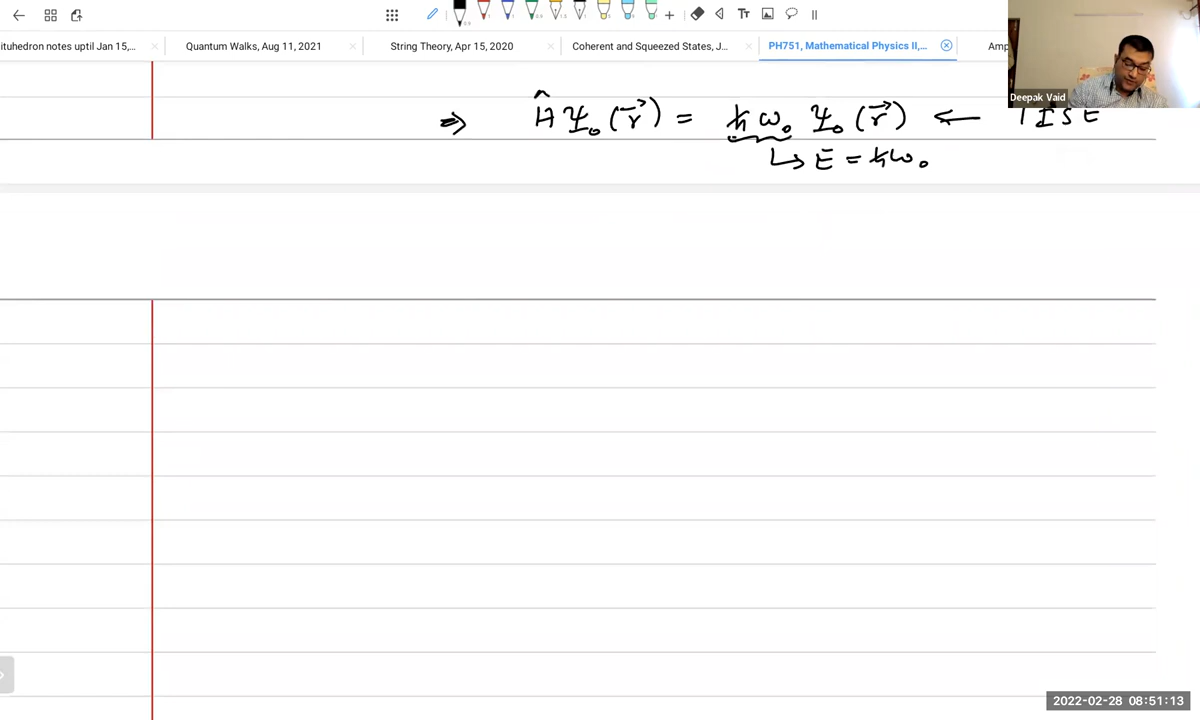 ituhedron notes uptil Jan 15,... Quantum Walks, Aug 11, 2021 String Theory, Apr 15, 2020 Coherent and Squeezed States, J... PH751, Mathematical Physics II,... Amp
Deepak Vaid
⇒ Ĥ Ψ₀(r⃗) = ħω₀ Ψ₀(r⃗) ← TISE
↳ E = ħω₀
2022-02-28 08:51:13